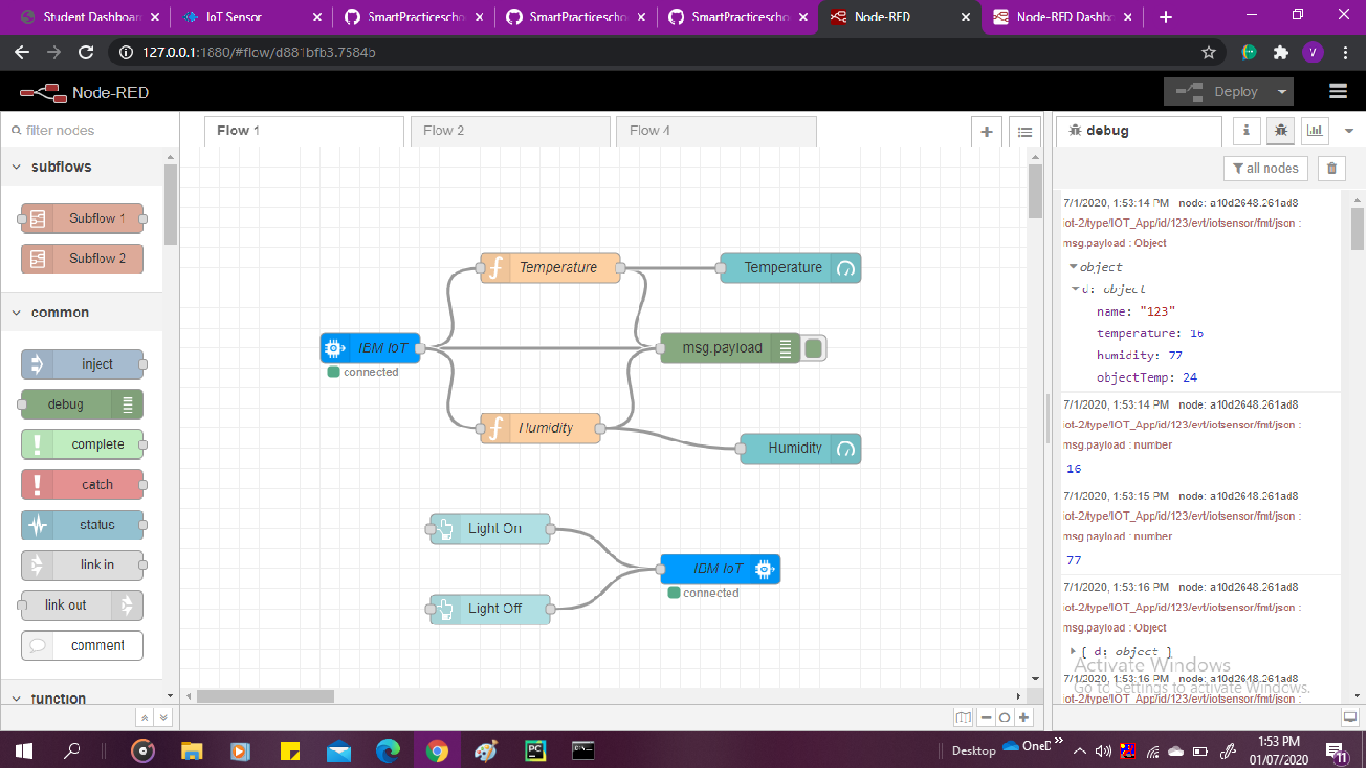 Student Dashboar
IIoT Sensor
SmartPracticescho
SmartPracticescho
SmartPracticescho
Node-RED
Node-RED Dashbo
127.0.0.1:1880/#flow/d881bfb3.7584b
V
Node-RED
Deploy
filter nodes
Flow 1
Flow 2
Flow 4
debug
subflows
Subflow 1
Subflow 2
common
inject
debug
complete
catch
status
link in
link out
comment
function
Temperature
Temperature
IBM IoT
connected
msg.payload
Humidity
Humidity
Light On
Light Off
IBM IoT
connected
all nodes
7/1/2020, 1:53:14 PM node: a10d2648.261ad8
iot-2/type/IOT_App/id/123/evt/iotsensor/fmt/json :
msg.payload : Object
object
d: object
name: "123"
temperature: 16
humidity: 77
objectTemp: 24
7/1/2020, 1:53:14 PM node: a10d2648.261ad8
iot-2/type/IOT_App/id/123/evt/iotsensor/fmt/json :
msg.payload : number
16
7/1/2020, 1:53:15 PM node: a10d2648.261ad8
iot-2/type/IOT_App/id/123/evt/iotsensor/fmt/json :
msg.payload : number
77
7/1/2020, 1:53:16 PM node: a10d2648.261ad8
iot-2/type/IOT_App/id/123/evt/iotsensor/fmt/json :
msg.payload : Object
{ d: object }
Activate Windows
7/1/2020, 1:53:16 PM node: a10d2648.261ad8
Go to Settings to activate Windows.
iot-2/type/IOT_App/id/123/evt/iotsensor/fmt/json :
Desktop
OneD
1:53 PM
01/07/2020
11